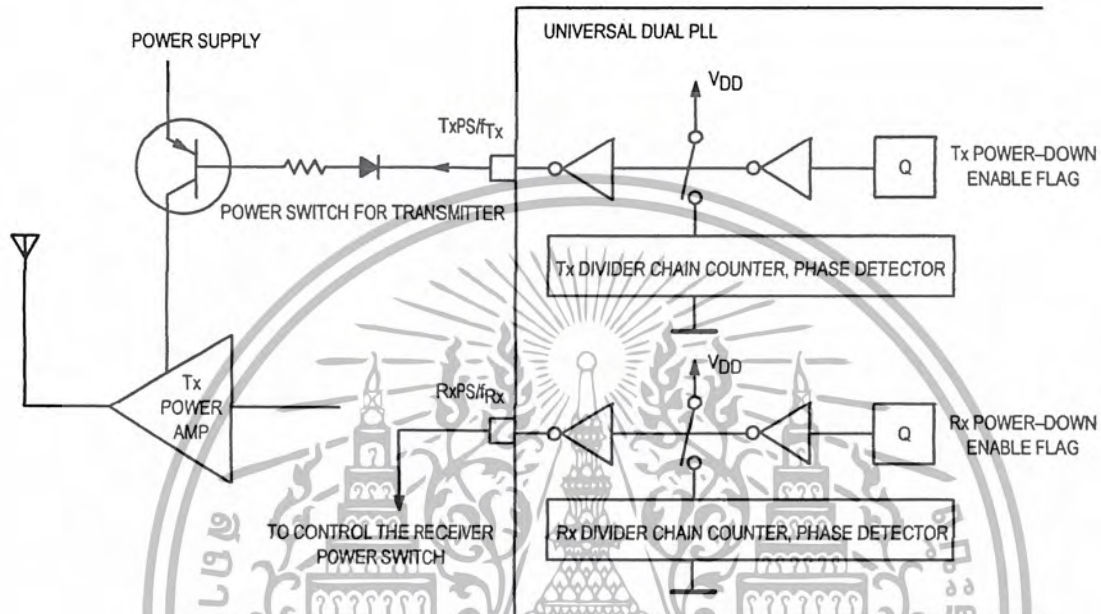 POWER SUPPLY
UNIVERSAL DUAL PLL
VDD
TxPS/fTx
Q
Tx POWER–DOWN
ENABLE FLAG
POWER SWITCH FOR TRANSMITTER
Tx DIVIDER CHAIN COUNTER, PHASE DETECTOR
Tx
POWER
AMP
VDD
RxPS/fRx
Q
Rx POWER–DOWN
ENABLE FLAG
TO CONTROL THE RECEIVER
POWER SWITCH
Rx DIVIDER CHAIN COUNTER, PHASE DETECTOR